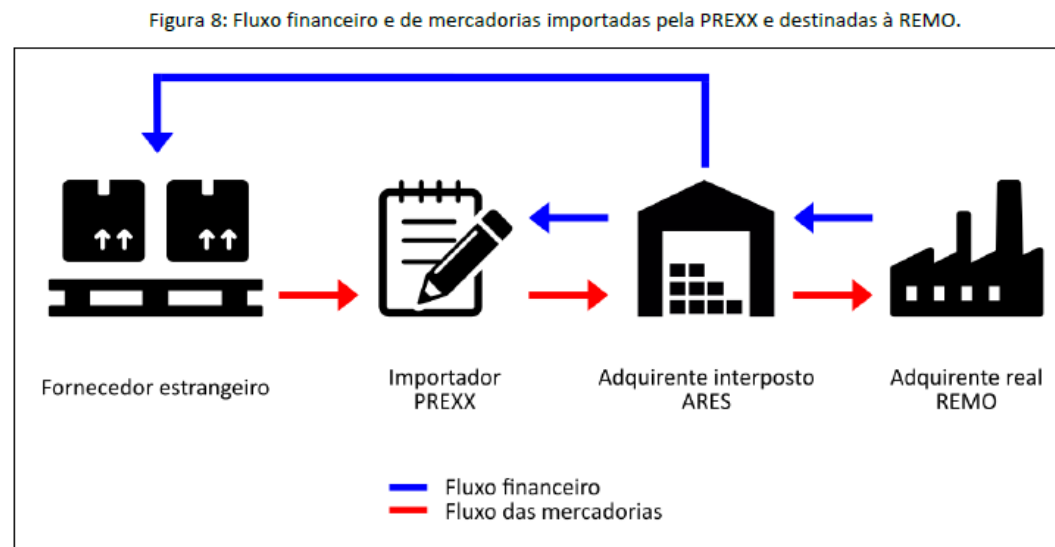 Figura 8: Fluxo financeiro e de mercadorias importadas pela PREXX e destinadas à REMO.
Fornecedor estrangeiro
Importador
PREXX
Adquirente interposto
ARES
Adquirente real
REMO
Fluxo financeiro
Fluxo das mercadorias